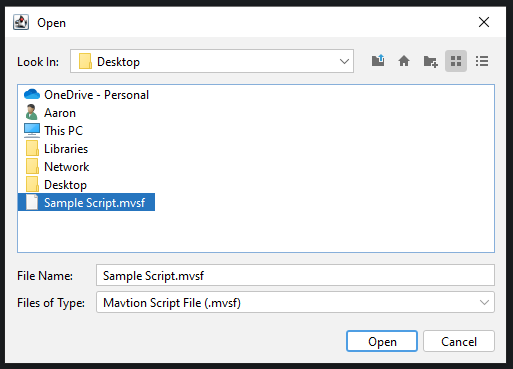 Open
Look In: Desktop
OneDrive - Personal
Aaron
This PC
Libraries
Network
Desktop
Sample Script.mvsf
File Name: Sample Script.mvsf
Files of Type: Mavtion Script File (.mvsf)
Open Cancel